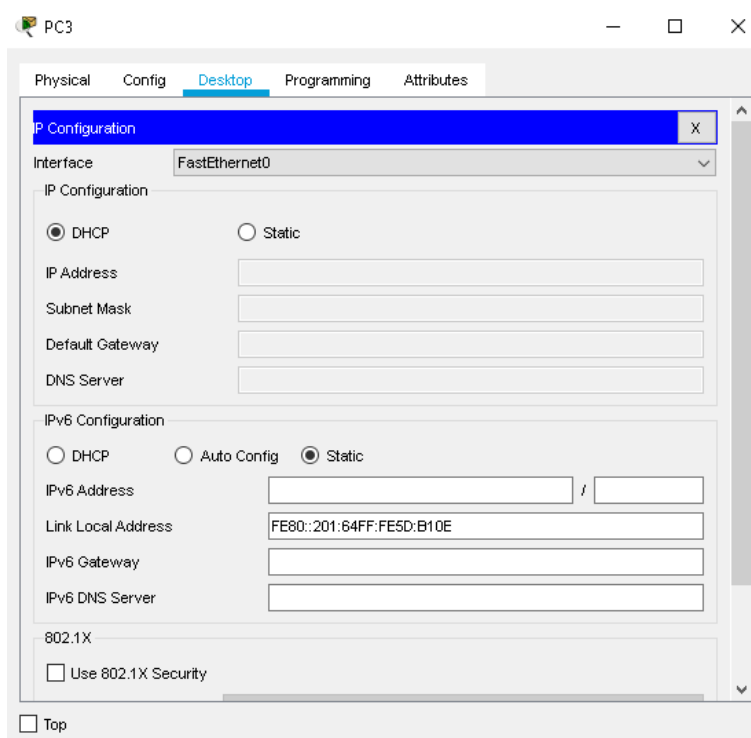 PC3
Physical Config Desktop Programming Attributes
IP Configuration X
Interface FastEthernet0
IP Configuration
DHCP Static
IP Address
Subnet Mask
Default Gateway
DNS Server
IPv6 Configuration
DHCP Auto Config Static
IPv6 Address /
Link Local Address FE80::201:64FF:FE5D:B10E
IPv6 Gateway
IPv6 DNS Server
802.1X
Use 802.1X Security
Top